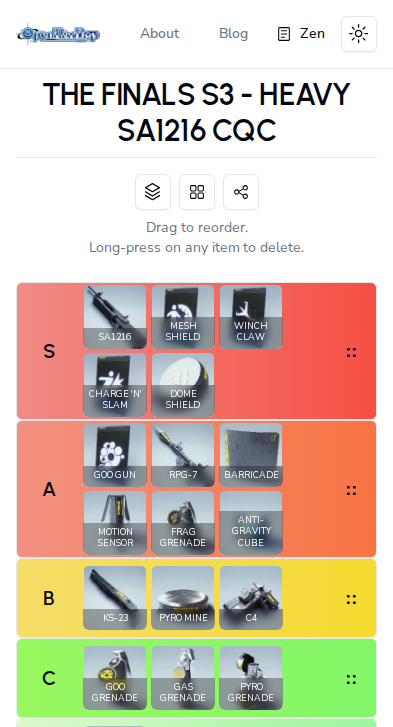 OpenTierBoy
About
Blog
Zen
THE FINALS S3 - HEAVY
SA1216 CQC
Drag to reorder.
Long-press on any item to delete.
S
SA1216
MESH
SHIELD
WINCH
CLAW
CHARGE 'N'
SLAM
DOME
SHIELD
::
A
GOO GUN
RPG-7
BARRICADE
MOTION
SENSOR
FRAG
GRENADE
ANTI-
GRAVITY
CUBE
::
B
KS-23
PYRO MINE
C4
::
C
GOO
GRENADE
GAS
GRENADE
PYRO
GRENADE
::